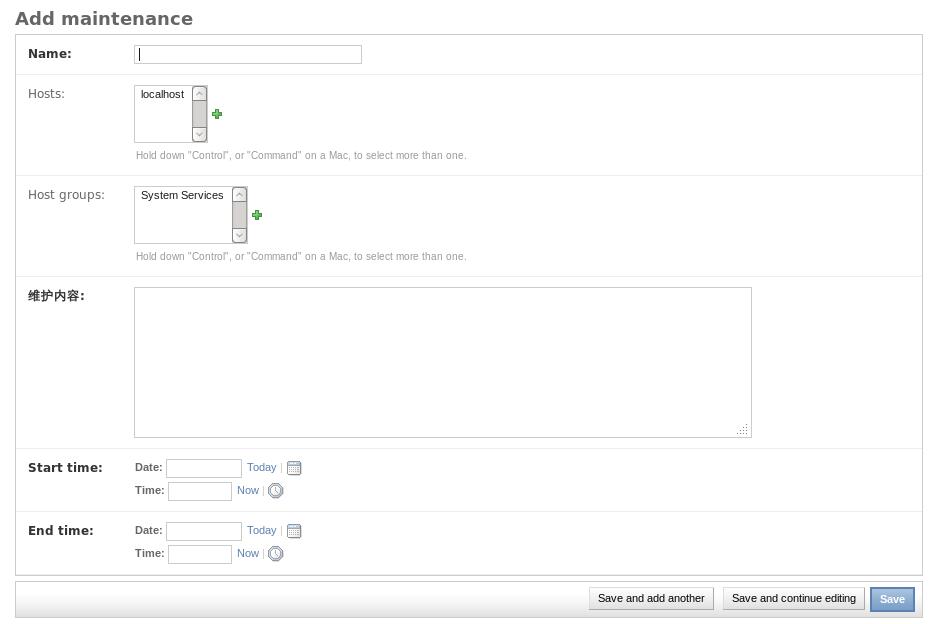 Add maintenance
Name:
Hosts:
localhost
Hold down "Control", or "Command" on a Mac, to select more than one.
Host groups:
System Services
Hold down "Control", or "Command" on a Mac, to select more than one.
维护内容:
Start time:
Date: Today |
Time: Now |
End time:
Date: Today |
Time: Now |
Save and add another Save and continue editing Save